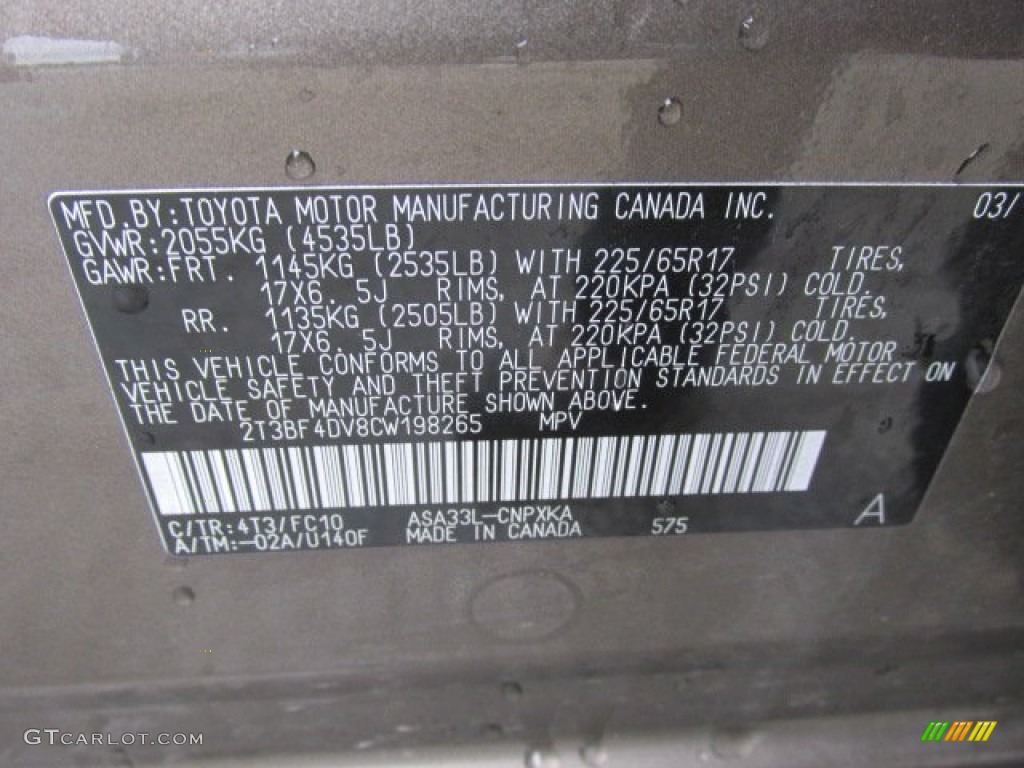 MFD. BY: TOYOTA MOTOR MANUFACTURING CANADA INC. 03/
GVWR: 2055KG (4535LB)
GAWR: FRT. 1145KG (2535LB) WITH 225/65R17 TIRES,
17X6. 5J RIMS, AT 220KPA (32PSI) COLD.
RR. 1135KG (2505LB) WITH 225/65R17 TIRES,
17X6. 5J RIMS, AT 220KPA (32PSI) COLD.
THIS VEHICLE CONFORMS TO ALL APPLICABLE FEDERAL MOTOR
VEHICLE SAFETY AND THEFT PREVENTION STANDARDS IN EFFECT ON
THE DATE OF MANUFACTURE SHOWN ABOVE.
2T3BF4DV8CW198265 MPV
C/TR: 4T3/FC10 ASA33L-CNPXKA 575 A
A/TM: -02A/U140F MADE IN CANADA
GTCARLOT.COM